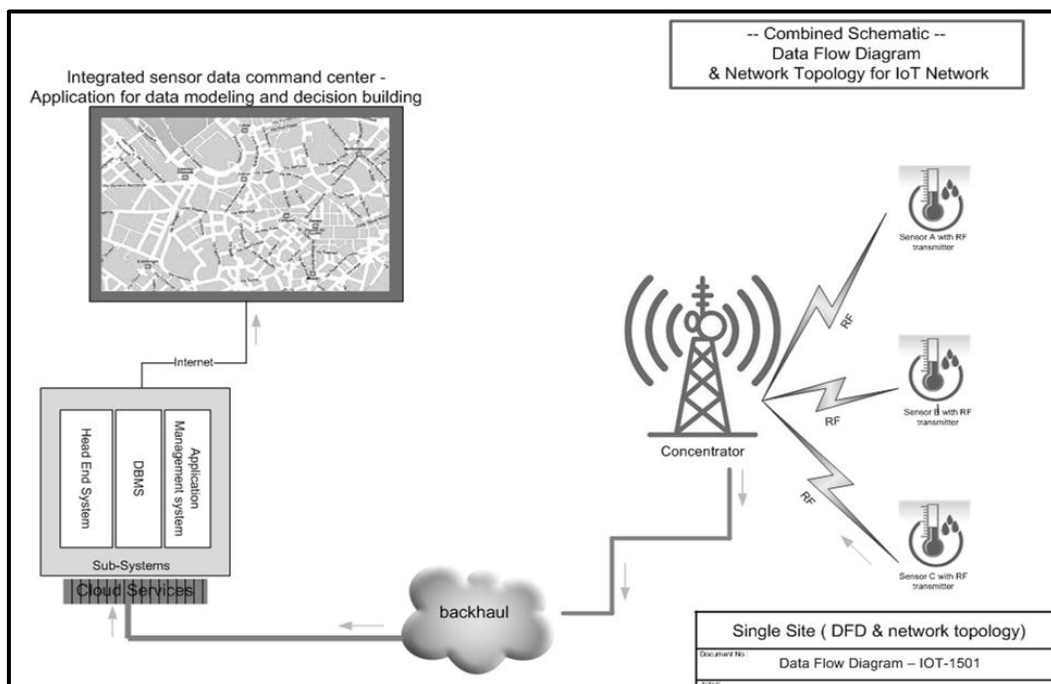 -- Combined Schematic --
Data Flow Diagram
& Network Topology for IoT Network
Integrated sensor data command center -
Application for data modeling and decision building
Sensor A with RF
transmitter
RF
Sensor B with RF
transmitter
RF
Sensor C with RF
transmitter
RF
Concentrator
Internet
Head End System
DBMS
Application
Management system
Sub-Systems
Cloud Services
backhaul
Single Site ( DFD & network topology)
Document No:
Data Flow Diagram – IOT-1501